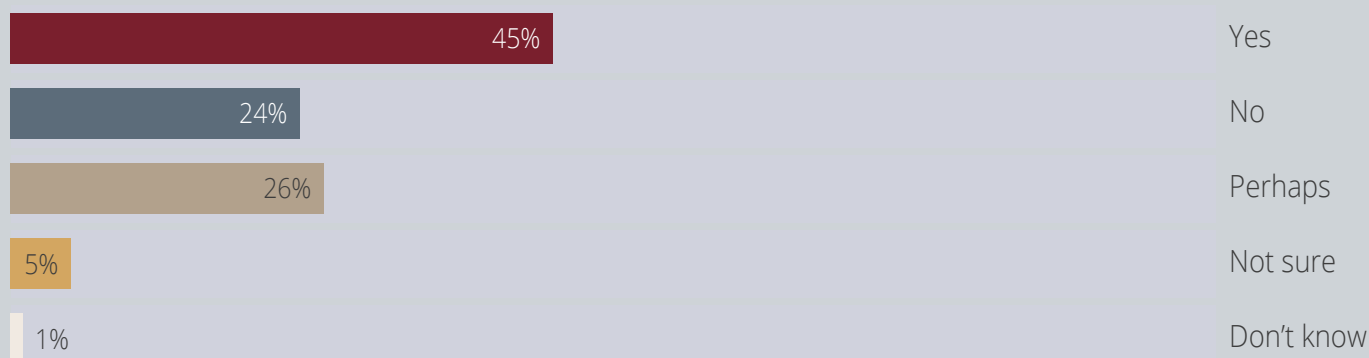 45% Yes
24% No
26% Perhaps
5% Not sure
1% Don’t know